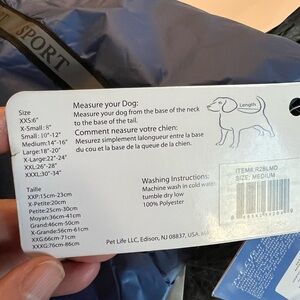 SPORT
Size
XXS:6"
X-Small:8"
Small:10"-12"
Medium:14"-16"
Large:18"-20"
X-Large:22"-24"
XXL:26"-28"
XXXL:30"-34"
Measure your Dog:
Measure your dog from the base of the neck
to the base of the tail.
Comment neasure votre chien:
Mesurez simplement lalongueur entre la base
du cou et la base de la queue de la chien.
Length
Taille
XXP:15cm-23cm
X-Petite:20cm
Petite:25cm-30cm
Moyan:36cm-41cm
Grand:46cm-50cm
X-Grande:56cm-61cm
XXG:66cm-71cm
XXXG:76cm-86cm
Washing Instructions:
Machine wash in cold water
tumble dry low
100% Polyester
Pet Life LLC, Edison, NJ 08837, USA.
ITEM#:R2BLMD
SIZE: MEDIUM